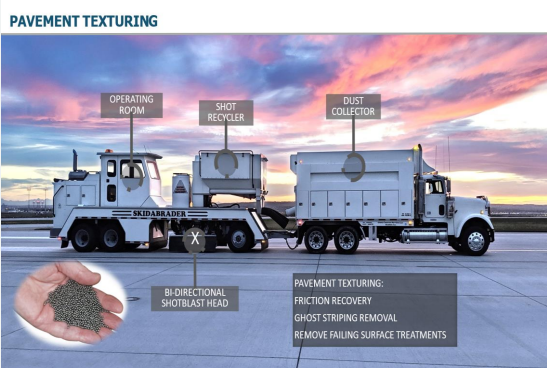 PAVEMENT TEXTURING
OPERATING
ROOM
SHOT
RECYCLER
DUST
COLLECTOR
SKIDABRADER
X
BI-DIRECTIONAL
SHOTBLAST HEAD
PAVEMENT TEXTURING:
FRICTION RECOVERY
GHOST STRIPING REMOVAL
REMOVE FAILING SURFACE TREATMENTS